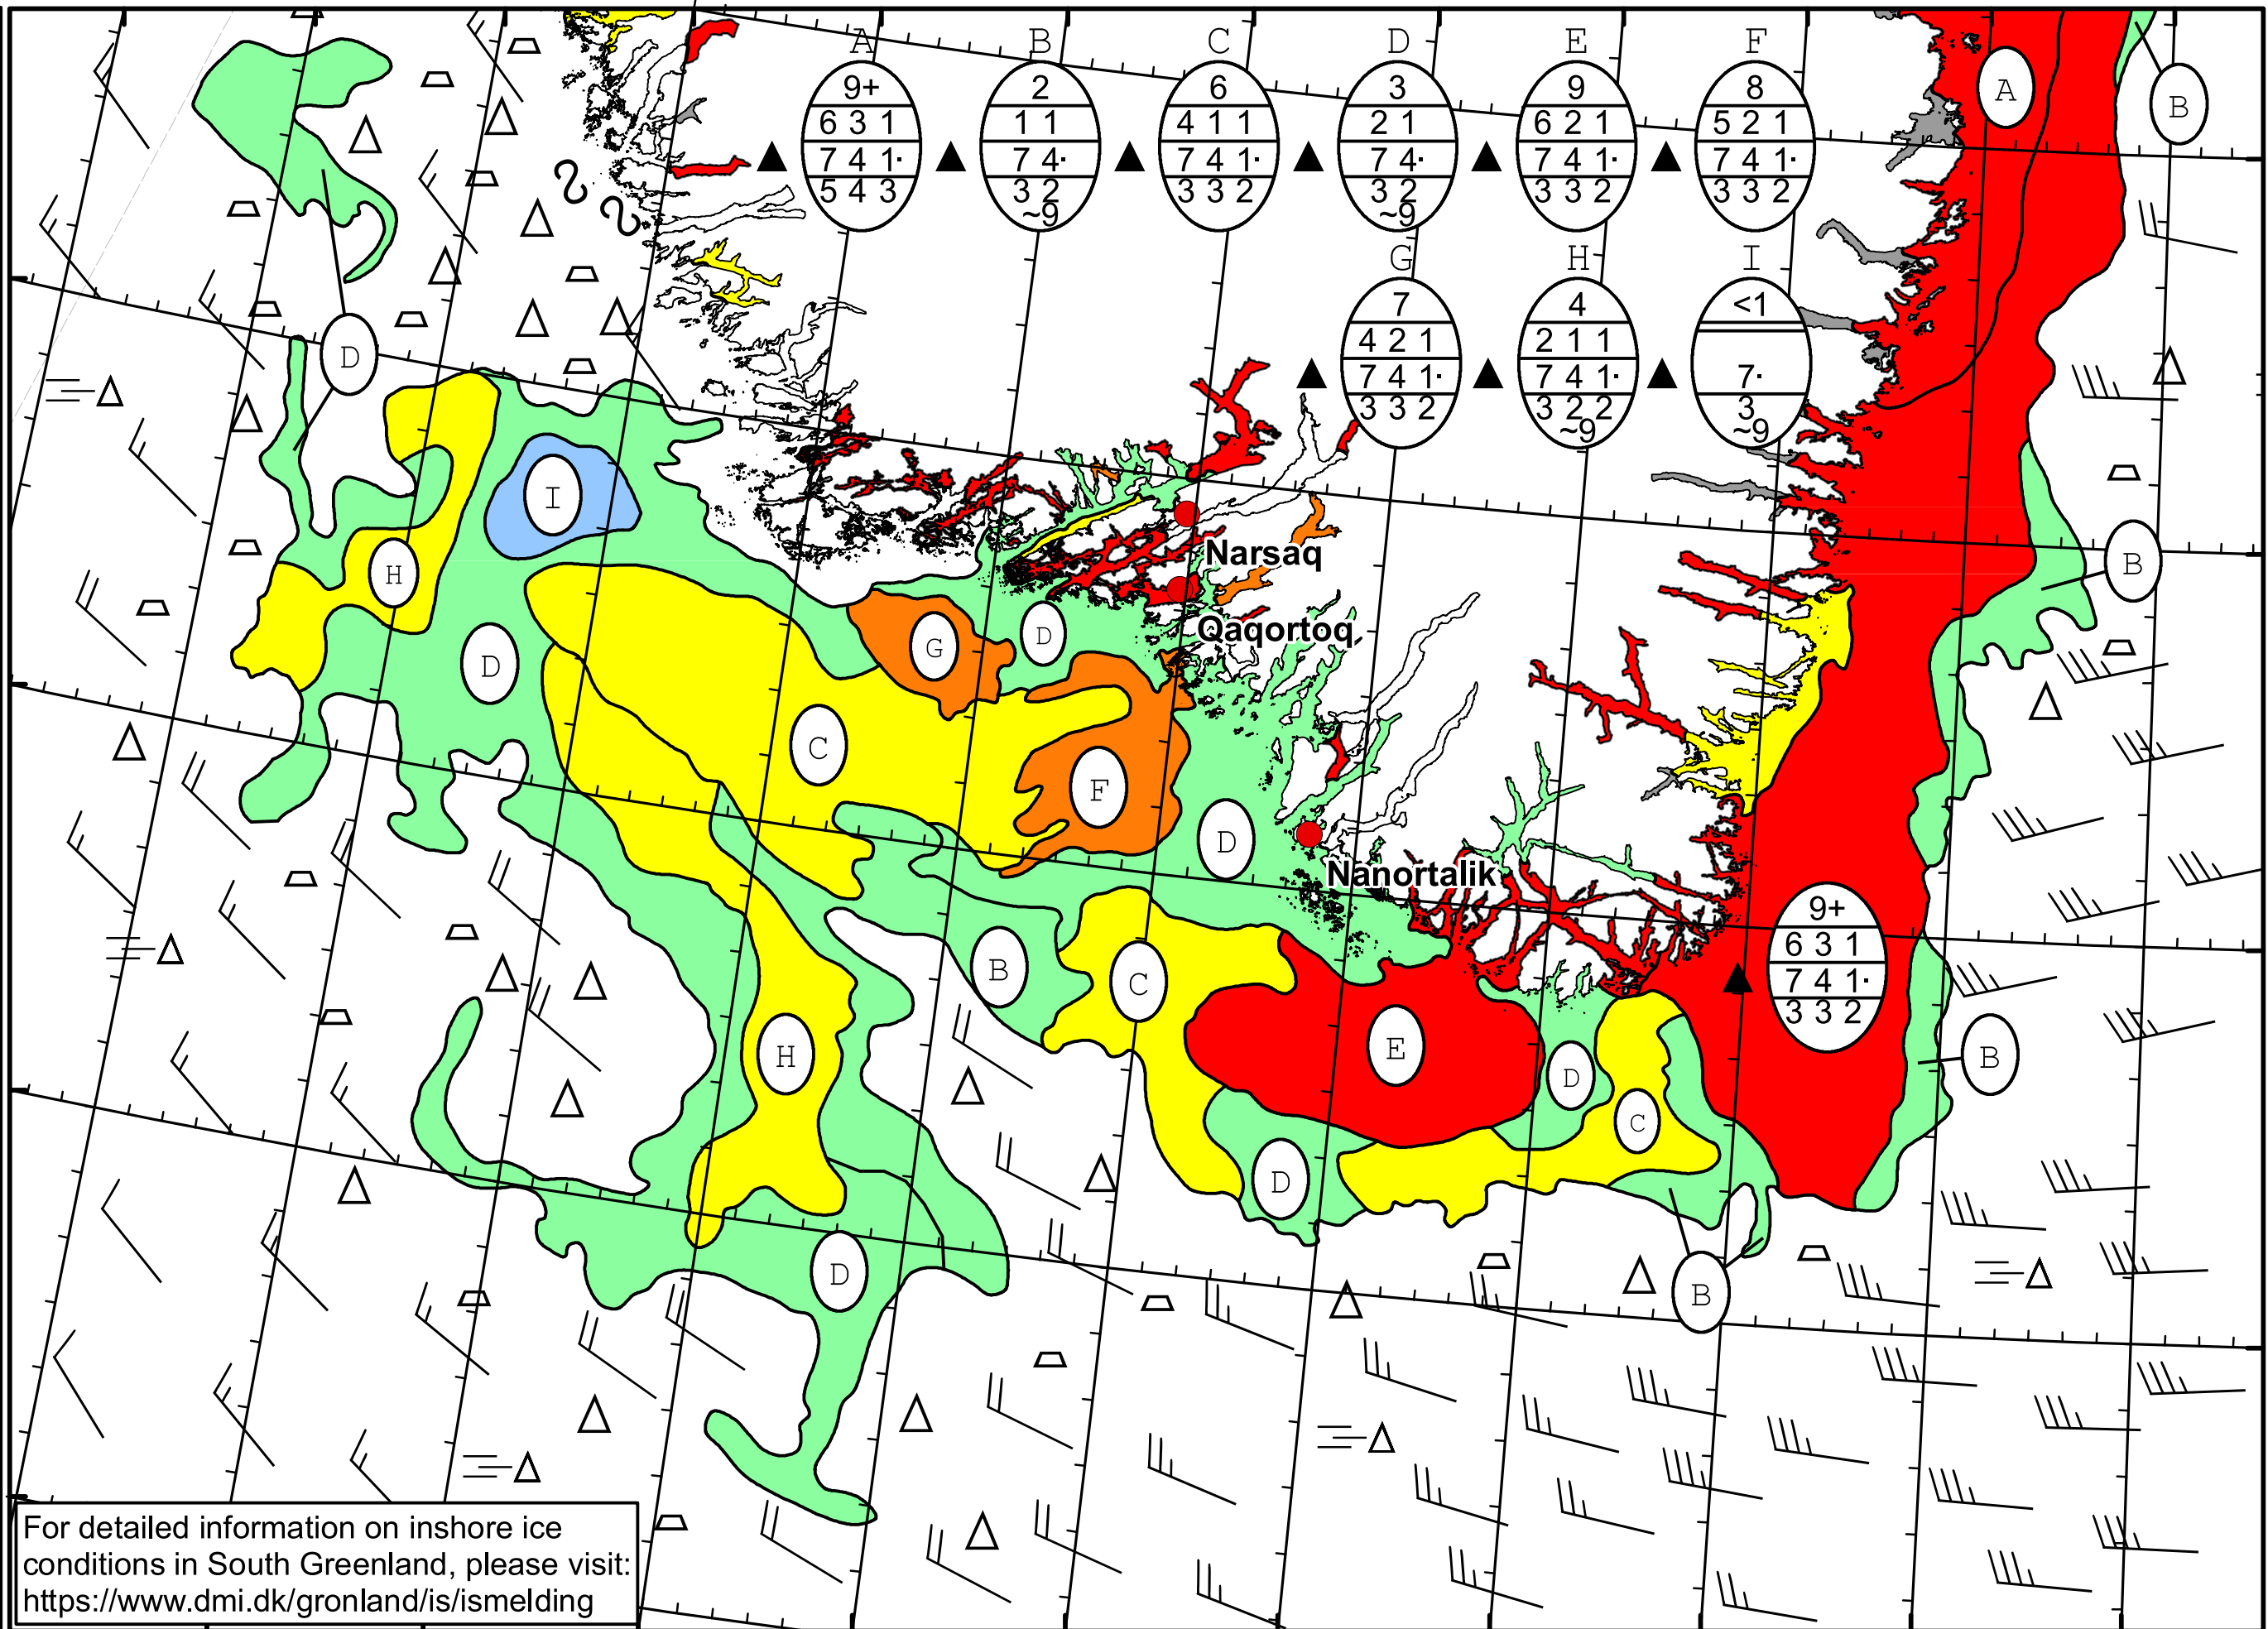 A B C D E F
9+ 2 6 3 9 8
6 3 1 1 1 4 1 1 2 1 6 2 1 5 2 1
7 4 1· 7 4· 7 4 1· 7 4· 7 4 1· 7 4 1·
5 4 3 3 2 3 3 2 3 2 3 3 2 3 3 2
~9 ~9
A
B
G H I
7 4 <1
4 2 1 2 1 1
7 4 1· 7 4 1· 7·
3 3 2 3 2 2 3
~9 ~9
D
I
Narsaq
B
H
Qaqortoq
D
G
D
C
F
D
Nanortalik
9+
6 3 1
7 4 1·
3 3 2
B
C
H
E
D
B
C
D
D
B
For detailed information on inshore ice
conditions in South Greenland, please visit:
https://www.dmi.dk/gronland/is/ismelding